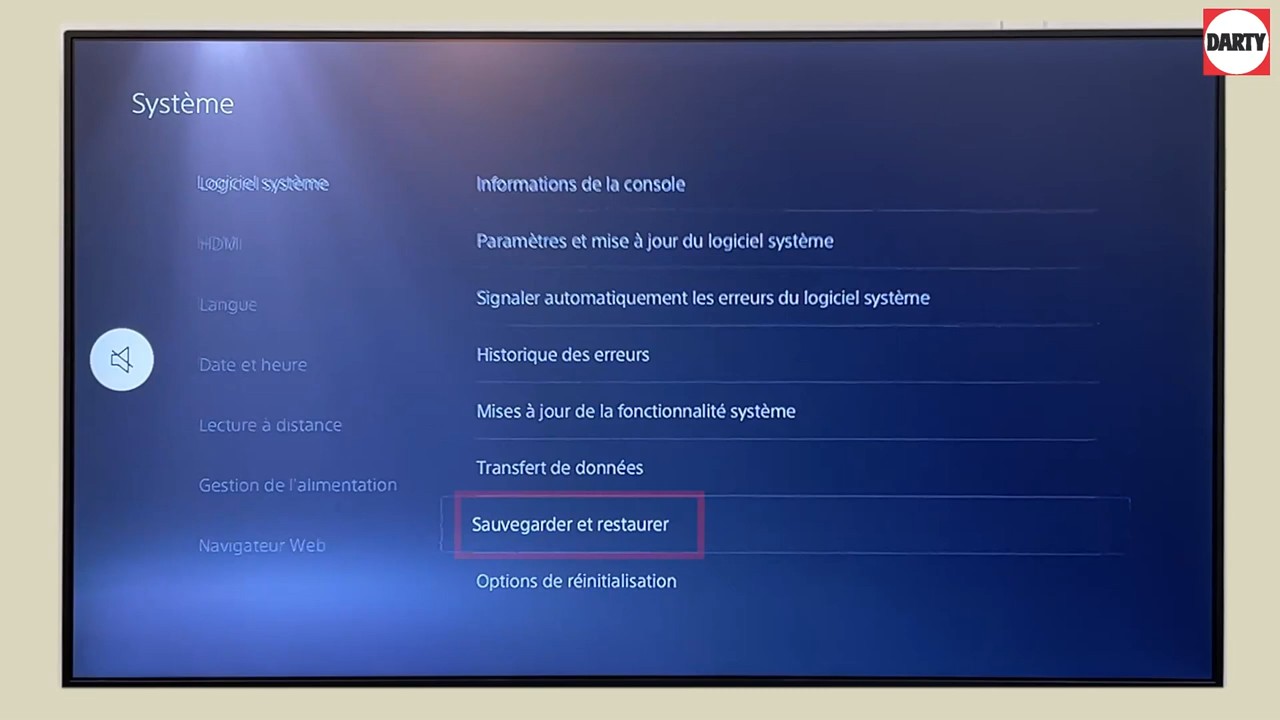 DARTY
Système
Logiciel système
HDMI
Langue
Date et heure
Lecture à distance
Gestion de l'alimentation
Navigateur Web
Informations de la console
Paramètres et mise à jour du logiciel système
Signaler automatiquement les erreurs du logiciel système
Historique des erreurs
Mises à jour de la fonctionnalité système
Transfert de données
Sauvegarder et restaurer
Options de réinitialisation